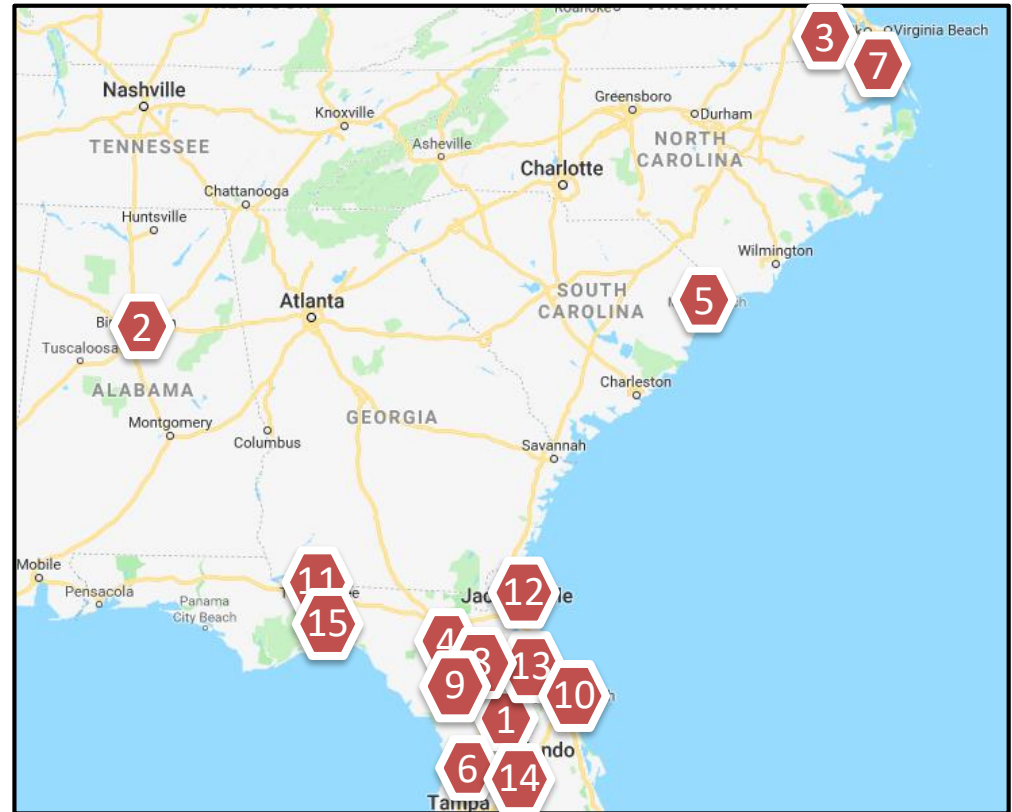 Roanoke
3
Virginia Beach
7
Nashville
Knoxville
Greensboro
Durham
TENNESSEE
Asheville
NORTH
CAROLINA
Charlotte
Chattanooga
Huntsville
Wilmington
Atlanta
5
SOUTH
CAROLINA
2
Tuscaloosa
ALABAMA
Charleston
GEORGIA
Montgomery
Columbus
Savannah
Mobile
11
12
Pensacola
Panama
City Beach
15
4
8
13
9
10
1
6
14
Tampa